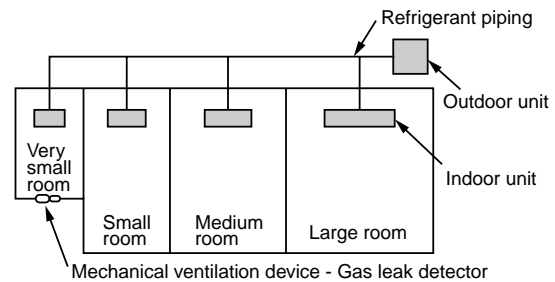 Refrigerant piping
Outdoor unit
Indoor unit
Very
small
room
Small
room
Medium
room
Large room
Mechanical ventilation device - Gas leak detector